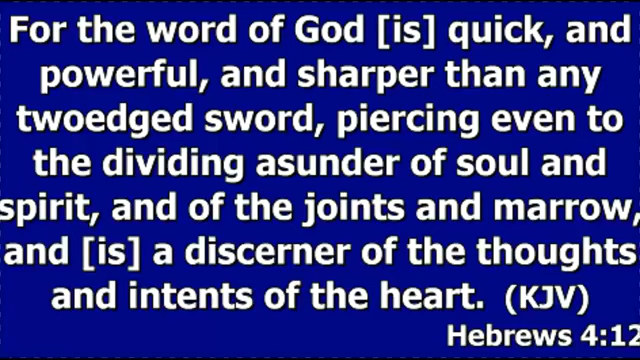 For the word of God [is] quick, and
powerful, and sharper than any
twoedged sword, piercing even to
the dividing asunder of soul and
spirit, and of the joints and marrow,
and [is] a discerner of the thoughts
and intents of the heart. (KJV)
Hebrews 4:12